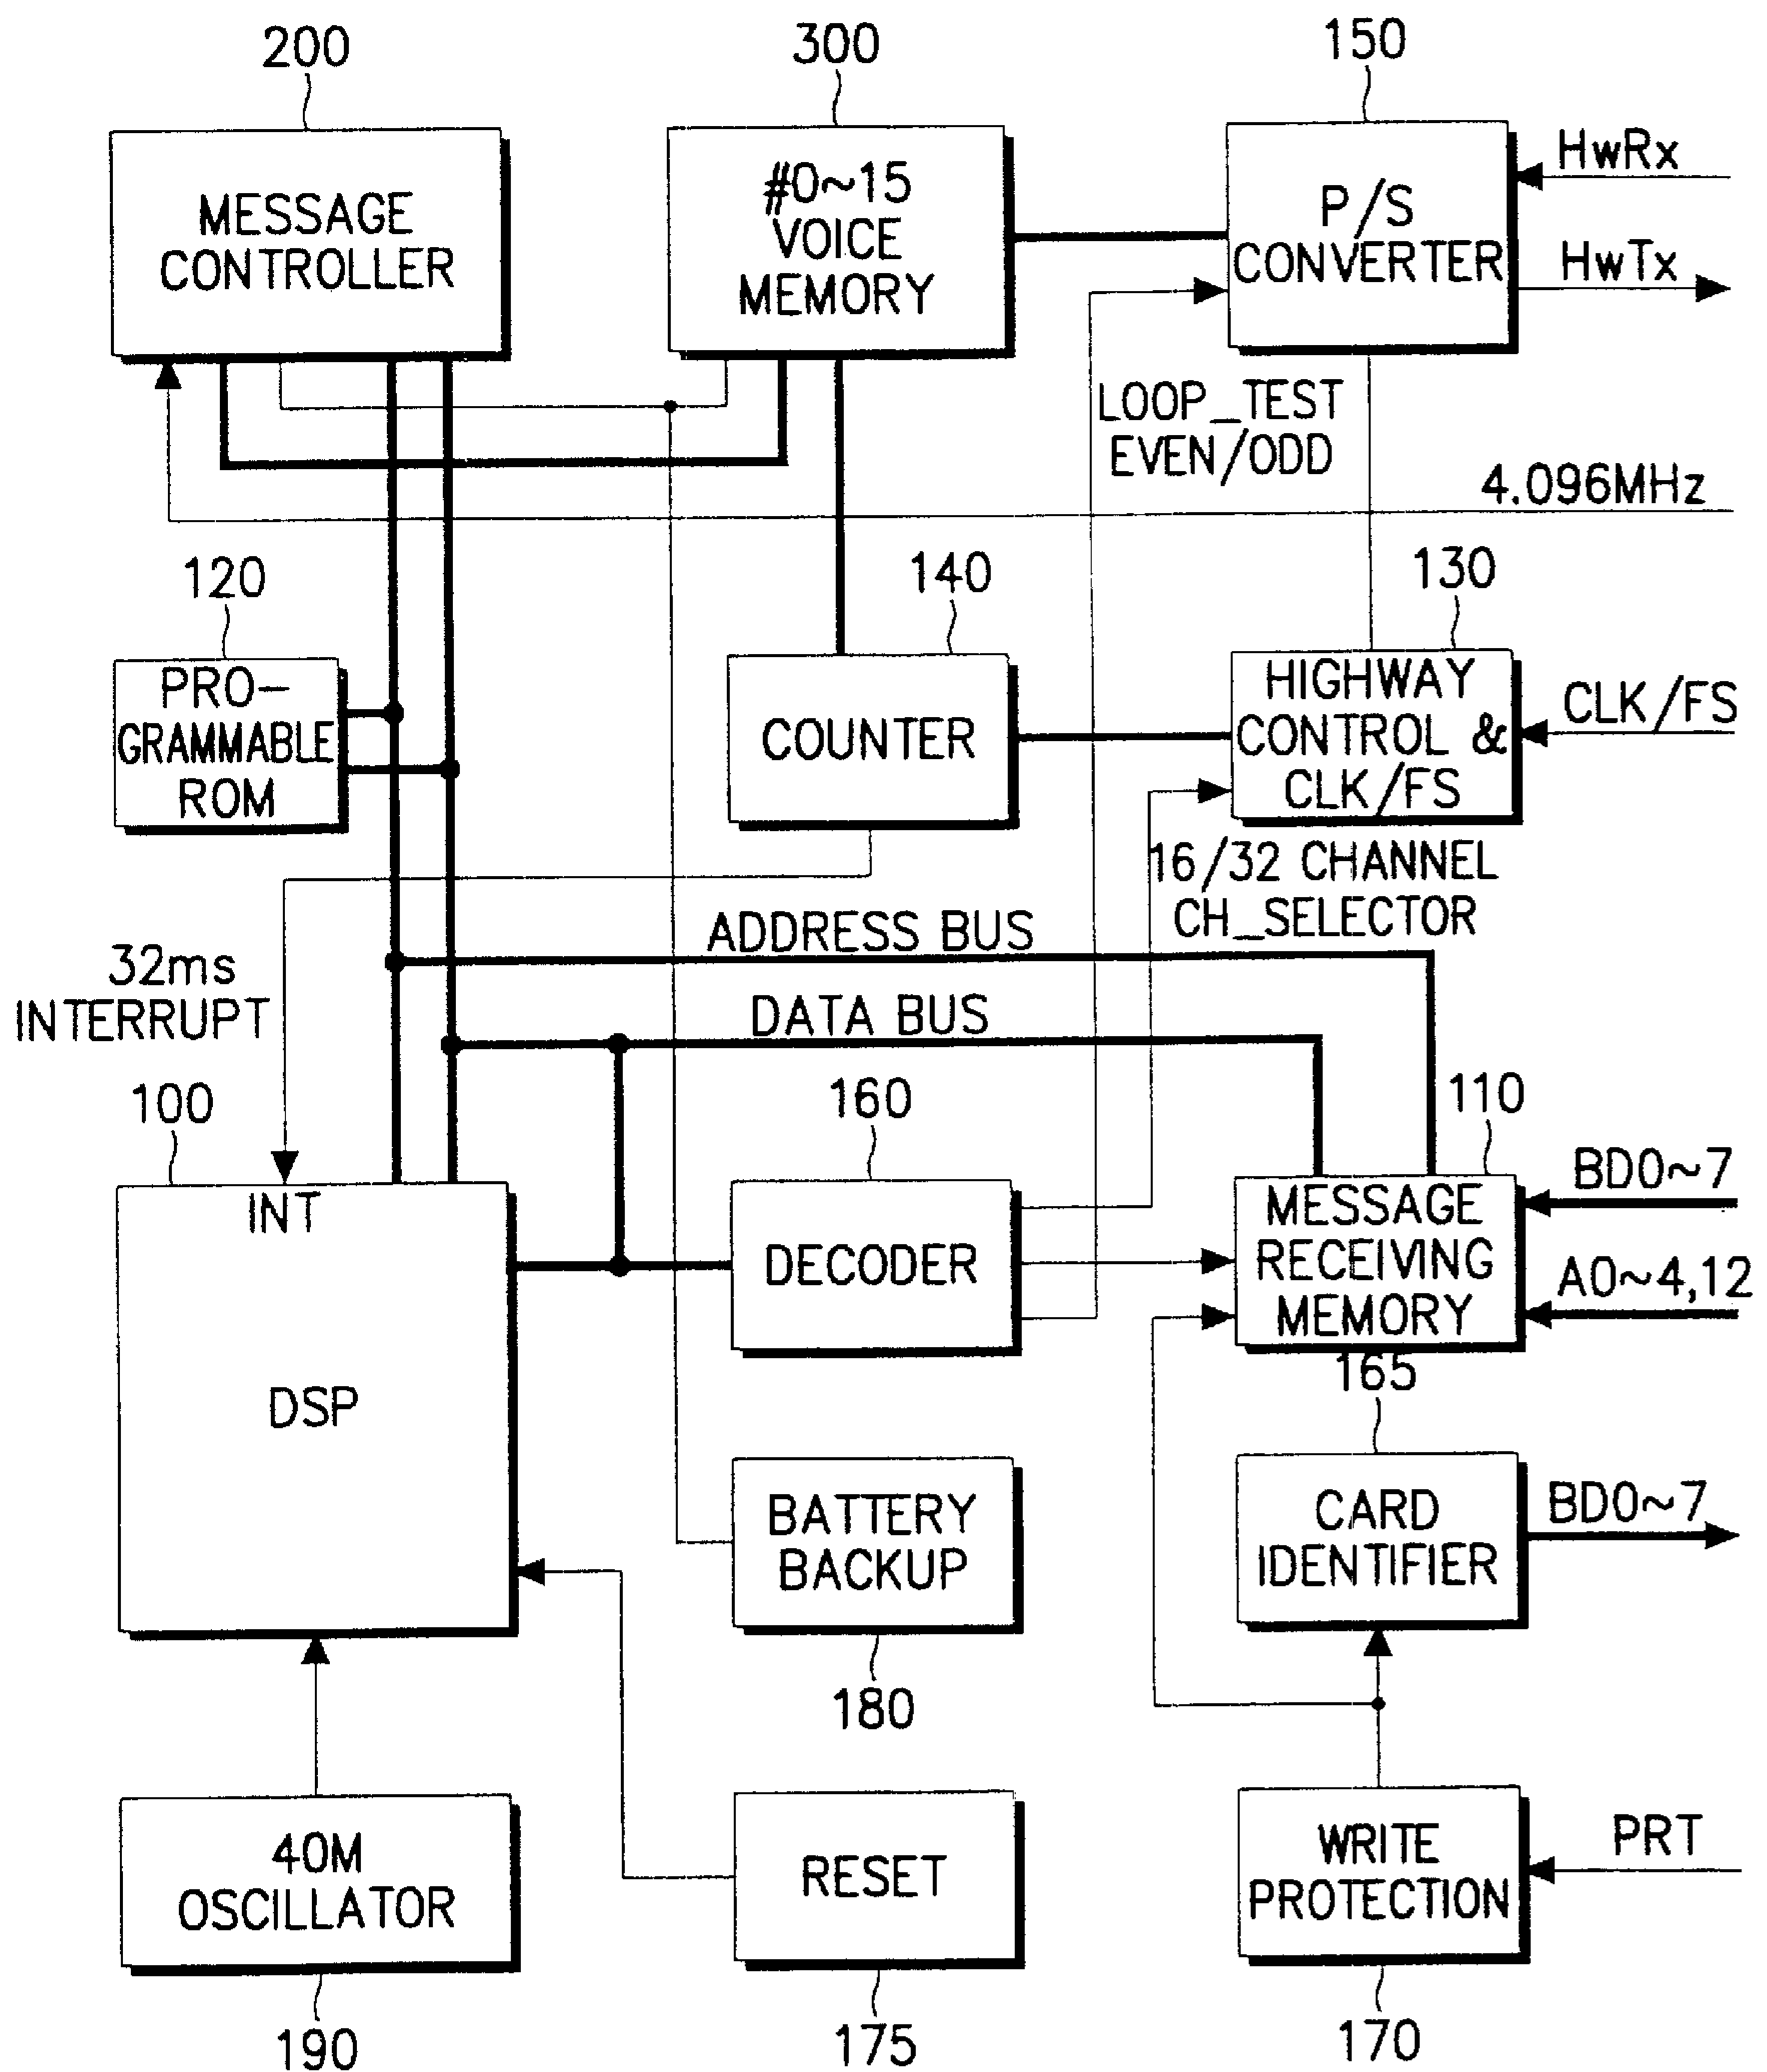 200
300
150
MESSAGE
CONTROLLER
#0~15
VOICE
MEMORY
P/S
CONVERTER
HwRx
HwTx
LOOP_TEST
EVEN/ODD
4.096MHz
120
140
130
PRO-
GRAMMABLE
ROM
COUNTER
HIGHWAY
CONTROL &
CLK/FS
CLK/FS
16/32 CHANNEL
CH_SELECTOR
ADDRESS BUS
32ms
INTERRUPT
DATA BUS
100
160
110
INT
DSP
DECODER
MESSAGE
RECEIVING
MEMORY
BD0~7
A0~4,12
165
BATTERY
BACKUP
CARD
IDENTIFIER
BD0~7
180
40M
OSCILLATOR
RESET
WRITE
PROTECTION
PRT
190
175
170